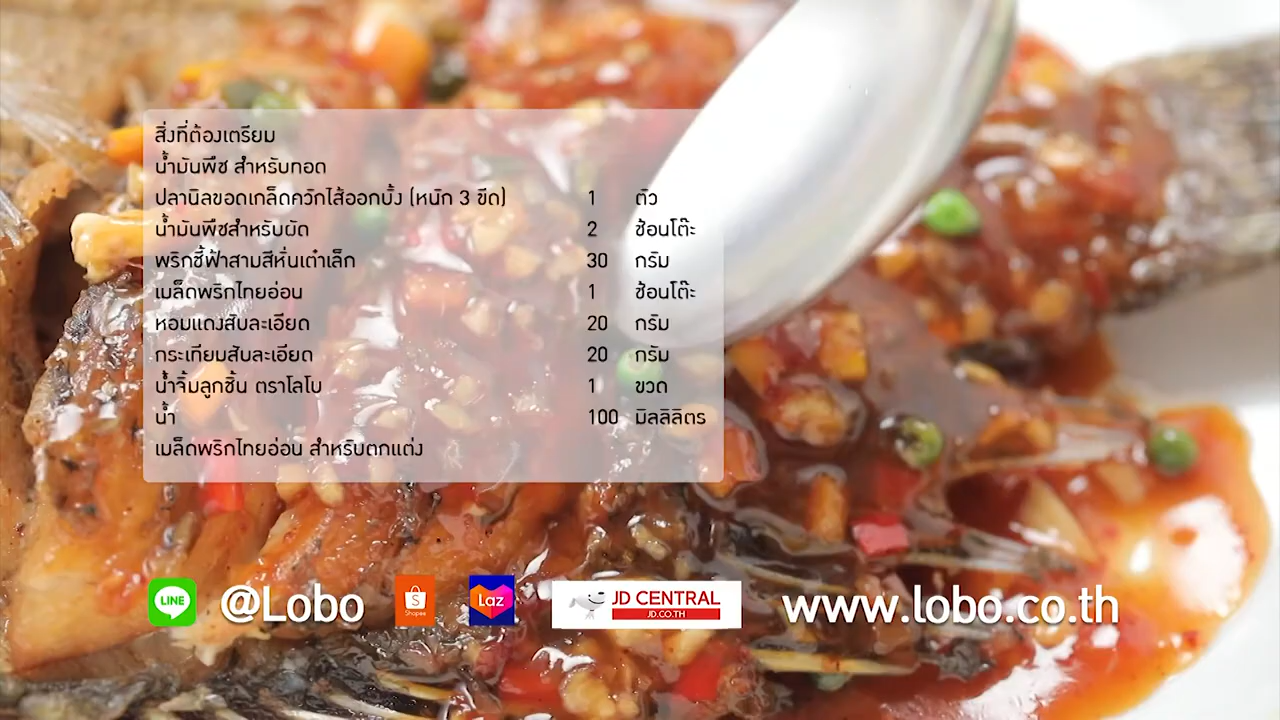 สิ่งที่ต้องเตรียม
น้ำมันพืช สำหรับทอด
ปลานิลขอดเกล็ดควักไส้ออกบั้ง (หนัก 3 ขีด) 1 ตัว
น้ำมันพืชสำหรับผัด 2 ช้อนโต๊ะ
พริกชี้ฟ้าสามสีหั่นเต๋าเล็ก 30 กรัม
เมล็ดพริกไทยอ่อน 1 ช้อนโต๊ะ
หอมแดงสับละเอียด 20 กรัม
กระเทียมสับละเอียด 20 กรัม
น้ำจิ้มลูกชิ้น ตราโลโบ 1 ขวด
น้ำ 100 มิลลิลิตร
เมล็ดพริกไทยอ่อน สำหรับตกแต่ง
LINE @Lobo Shopee Laz JD CENTRAL www.lobo.co.th
JD.CO.TH